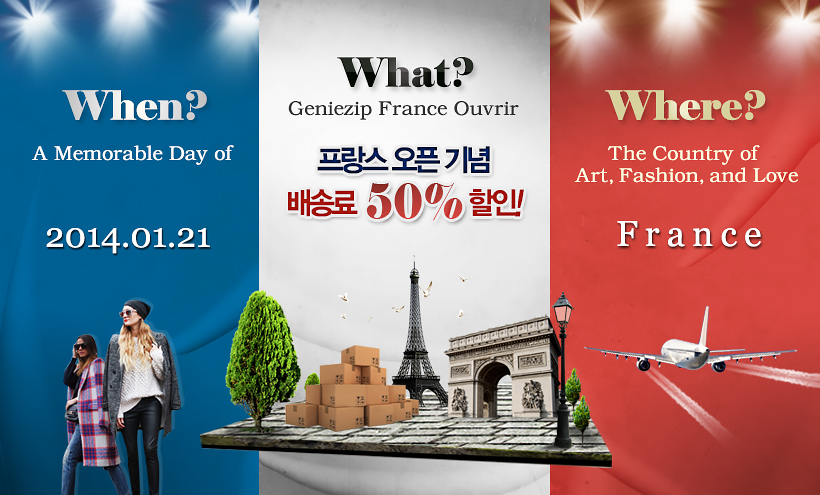 When?
A Memorable Day of
2014.01.21
What?
Geniezip France Ouvrir
프랑스 오픈 기념
배송료 50% 할인!
Where?
The Country of
Art, Fashion, and Love
France